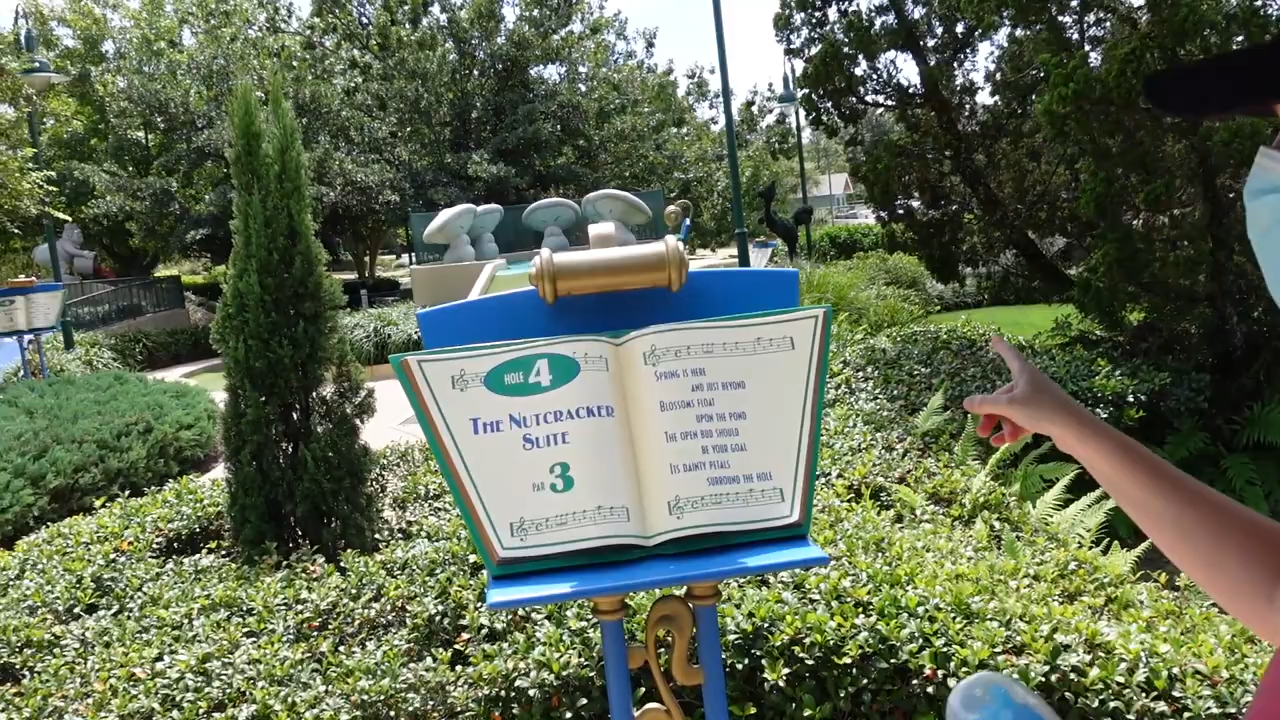 HOLE 4
THE NUTCRACKER
SUITE
PAR 3
SPRING IS HERE
AND JUST BEYOND
BLOSSOMS FLOAT
UPON THE POND
THE OPEN BUD SHOULD
BE YOUR GOAL
ITS DAINTY PETALS
SURROUND THE HOLE